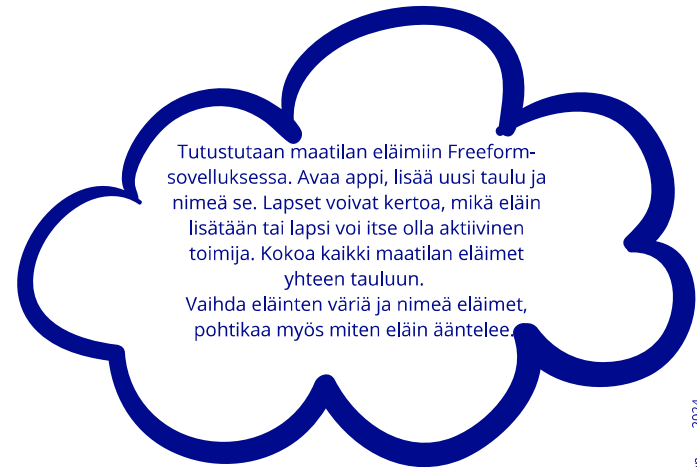 Tutustutaan maatilan eläimiin Freeform-
sovelluksessa. Avaa appi, lisää uusi taulu ja
nimeä se. Lapset voivat kertoa, mikä eläin
lisätään tai lapsi voi itse olla aktiivinen
toimija. Kokoa kaikki maatilan eläimet
yhteen tauluun.
Vaihda eläinten väriä ja nimeä eläimet,
pohtikaa myös miten eläin ääntelee.
2024